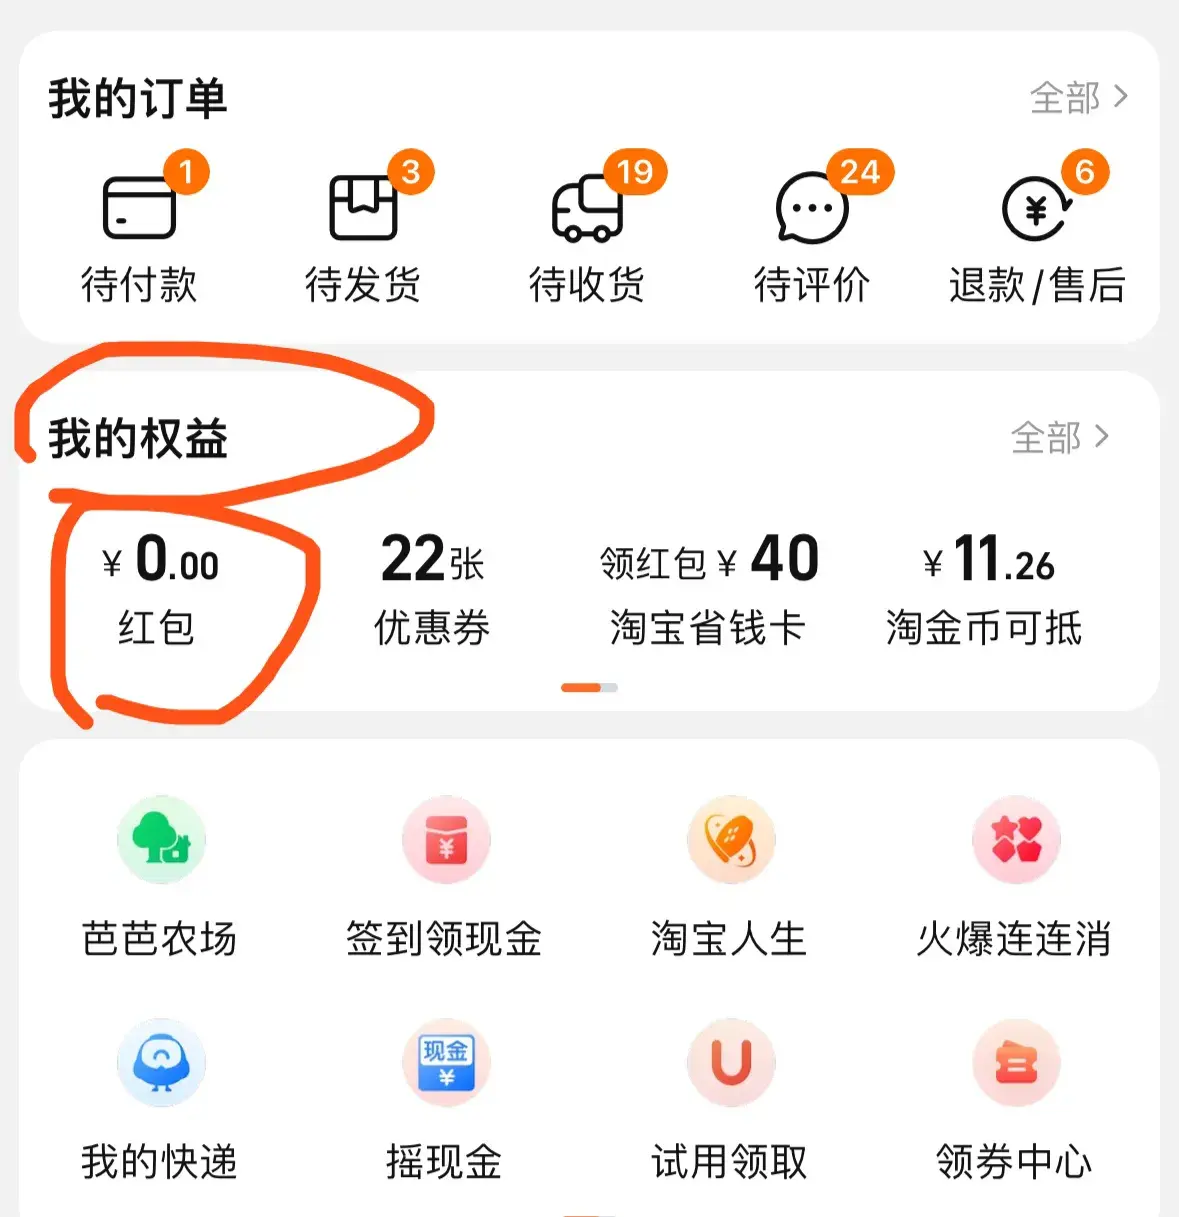 我的订单 全部 >
1 3 19 24 6
待付款 待发货 待收货 待评价 退款/售后
我的权益 全部 >
¥0.00 22张 领红包¥40 ¥11.26
红包 优惠券 淘宝省钱卡 淘金币可抵
芭芭农场 签到领现金 淘宝人生 火爆连连消
现金
我的快递 摇现金 试用领取 领券中心